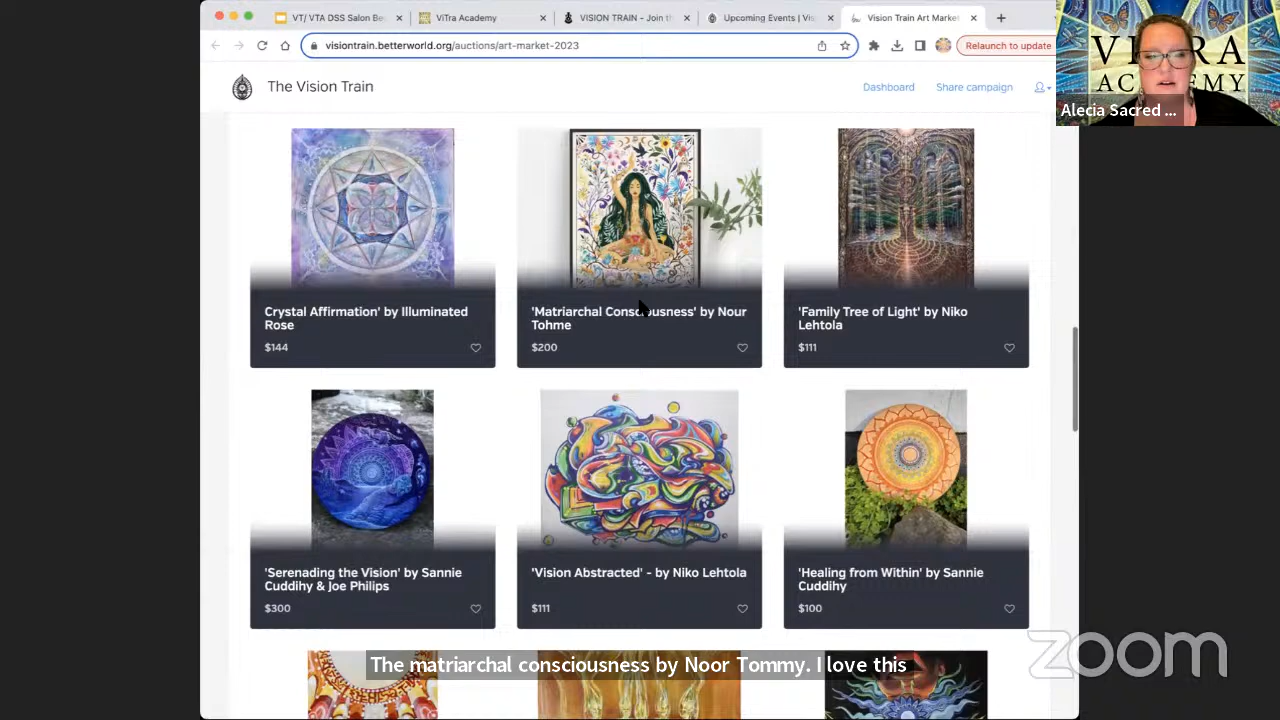 VT/ VTA DSS Salon Be
ViTra Academy
VISION TRAIN - Join th
Upcoming Events | Vis
Vision Train Art Market
visiontrain.betterworld.org/auctions/art-market-2023
Relaunch to update
VITRA
ACADEMY
Alecia Sacred ...
The Vision Train
Dashboard
Share campaign
Crystal Affirmation' by Illuminated
Rose
$144
'Matriarchal Consciousness' by Nour
Tohme
$200
'Family Tree of Light' by Niko
Lehtola
$111
'Serenading the Vision' by Sannie
Cuddihy & Joe Philips
$300
'Vision Abstracted' - by Niko Lehtola
$111
'Healing from Within' by Sannie
Cuddihy
$100
The matriarchal consciousness by Noor Tommy. I love this
zoom